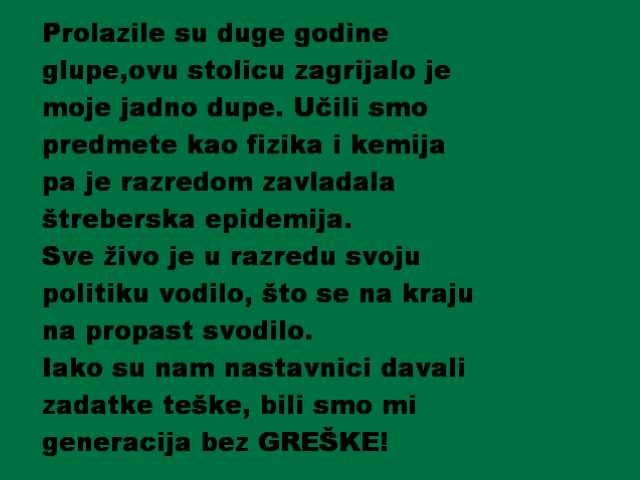 Prolazile su duge godine
glupe,ovu stolicu zagrijalo je
moje jadno dupe. Učili smo
predmete kao fizika i kemija
pa je razredom zavladala
štreberska epidemija.
Sve živo je u razredu svoju
politiku vodilo, što se na kraju
na propast svodilo.
Iako su nam nastavnici davali
zadatke teške, bili smo mi
generacija bez GREŠKE!